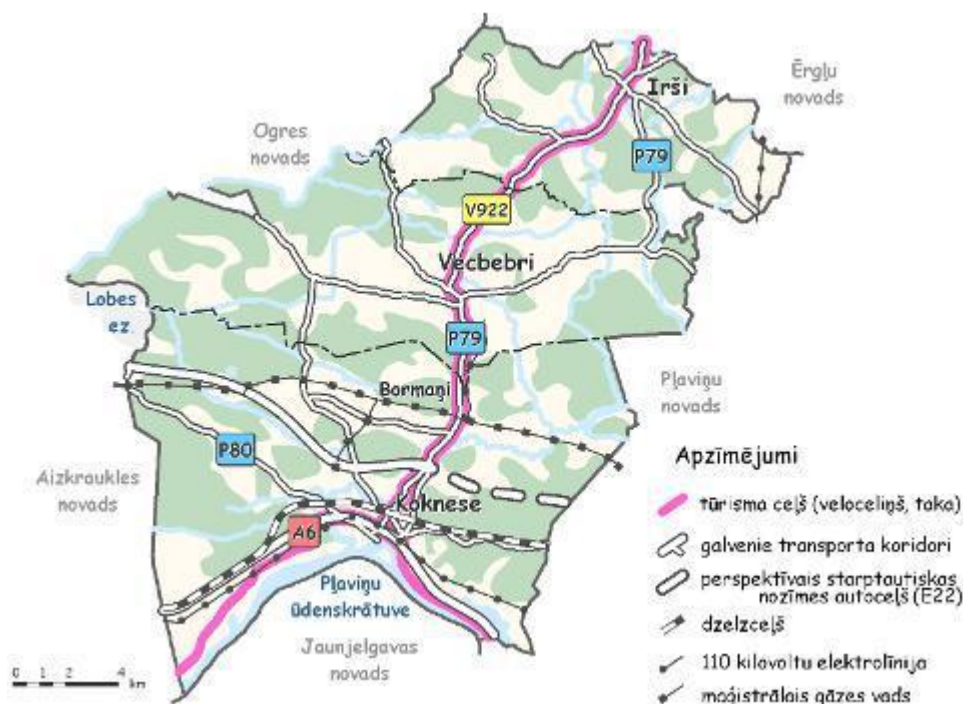 Ērgļu
novads
Irši
Ogres
novads
P79
V922
Vecbebri
Lobes
ez.
P79
Bormaņi
Pļaviņu
novads
P80
Aizkraukles
novads
Koknese
A6
Pļaviņu
ūdenskrātuve
Jaunjelgavas
novads
Apzīmējumi
tūrisma ceļš (veloceliņš, taka)
galvenie transporta koridori
perspektīvais starptautiskas
nozīmes autoceļš (E22)
dzelzceļš
110 kilovoltu elektrolīnija
maģistrālais gāzes vads
0 1 2 4
km